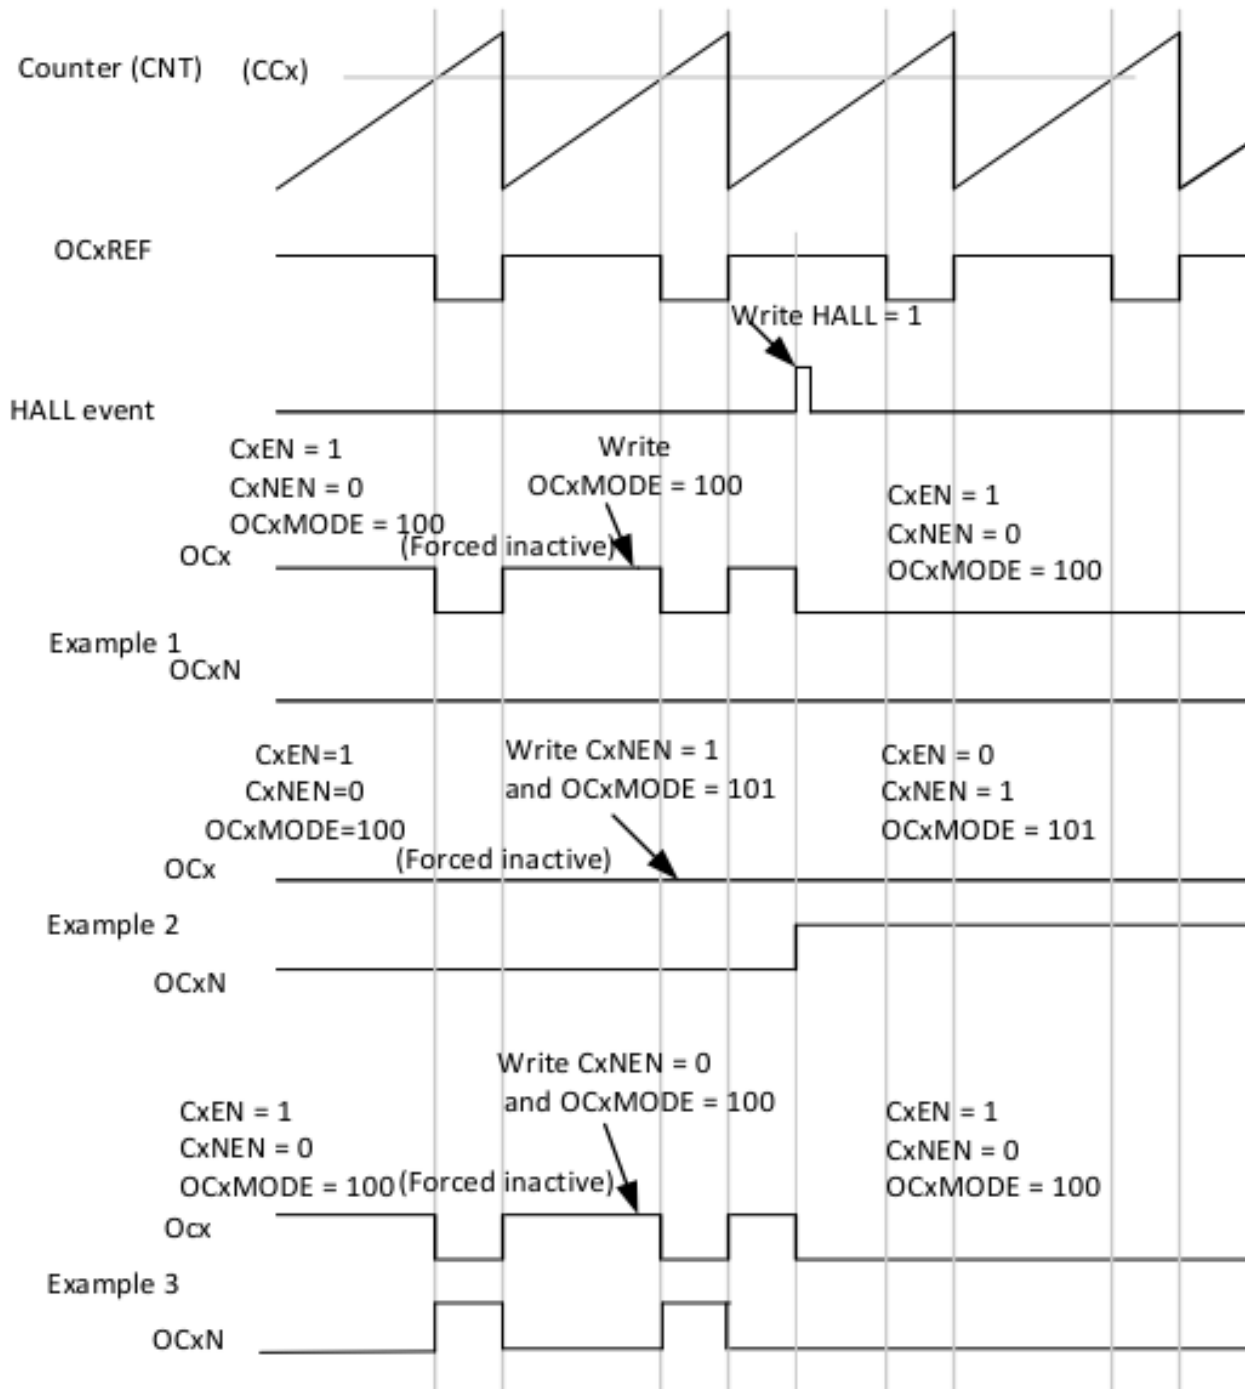 Counter (CNT) (CCx)
OCxREF
Write HALL = 1
HALL event
CxEN = 1
CxNEN = 0
OCxMODE = 100
Write
OCxMODE = 100
(Forced inactive)
CxEN = 1
CxNEN = 0
OCxMODE = 100
OCx
Example 1
OCxN
CxEN=1
CxNEN=0
OCxMODE=100
Write CxNEN = 1
and OCxMODE = 101
(Forced inactive)
CxEN = 0
CxNEN = 1
OCxMODE = 101
OCx
Example 2
OCxN
Write CxNEN = 0
and OCxMODE = 100
CxEN = 1
CxNEN = 0
OCxMODE = 100
(Forced inactive)
CxEN = 1
CxNEN = 0
OCxMODE = 100
Ocx
Example 3
OCxN